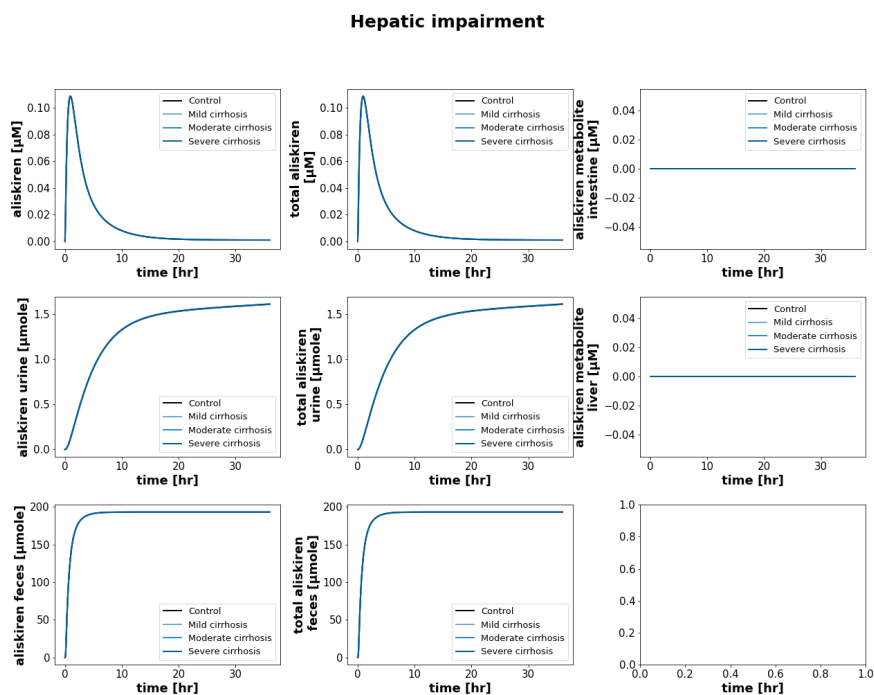 Hepatic impairment
aliskiren [µM]
0.10
0.08
0.06
0.04
0.02
0.00
Control
Mild cirrhosis
Moderate cirrhosis
Severe cirrhosis
0 10 20 30
time [hr]
total aliskiren
[µM]
0.10
0.08
0.06
0.04
0.02
0.00
Control
Mild cirrhosis
Moderate cirrhosis
Severe cirrhosis
0 10 20 30
time [hr]
aliskiren metabolite
intestine [µM]
0.04
0.02
0.00
−0.02
−0.04
Control
Mild cirrhosis
Moderate cirrhosis
Severe cirrhosis
0 10 20 30
time [hr]
aliskiren urine [µmole]
1.5
1.0
0.5
0.0
Control
Mild cirrhosis
Moderate cirrhosis
Severe cirrhosis
0 10 20 30
time [hr]
total aliskiren
urine [µmole]
1.5
1.0
0.5
0.0
Control
Mild cirrhosis
Moderate cirrhosis
Severe cirrhosis
0 10 20 30
time [hr]
aliskiren metabolite
liver [µM]
0.04
0.02
0.00
−0.02
−0.04
Control
Mild cirrhosis
Moderate cirrhosis
Severe cirrhosis
0 10 20 30
time [hr]
aliskiren feces [µmole]
200
150
100
50
0
Control
Mild cirrhosis
Moderate cirrhosis
Severe cirrhosis
0 10 20 30
time [hr]
total aliskiren
feces [µmole]
200
150
100
50
0
Control
Mild cirrhosis
Moderate cirrhosis
Severe cirrhosis
0 10 20 30
time [hr]
1.0
0.8
0.6
0.4
0.2
0.0
0.0 0.2 0.4 0.6 0.8 1.0
time [hr]